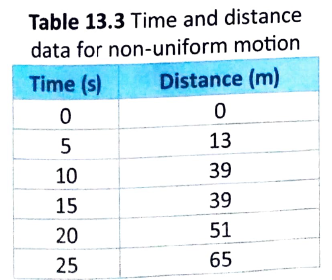 Table 13.3 Time and distance
data for non-uniform motion
Time (s) Distance (m)
0 0
5 13
10 39
15 39
20 51
25 65